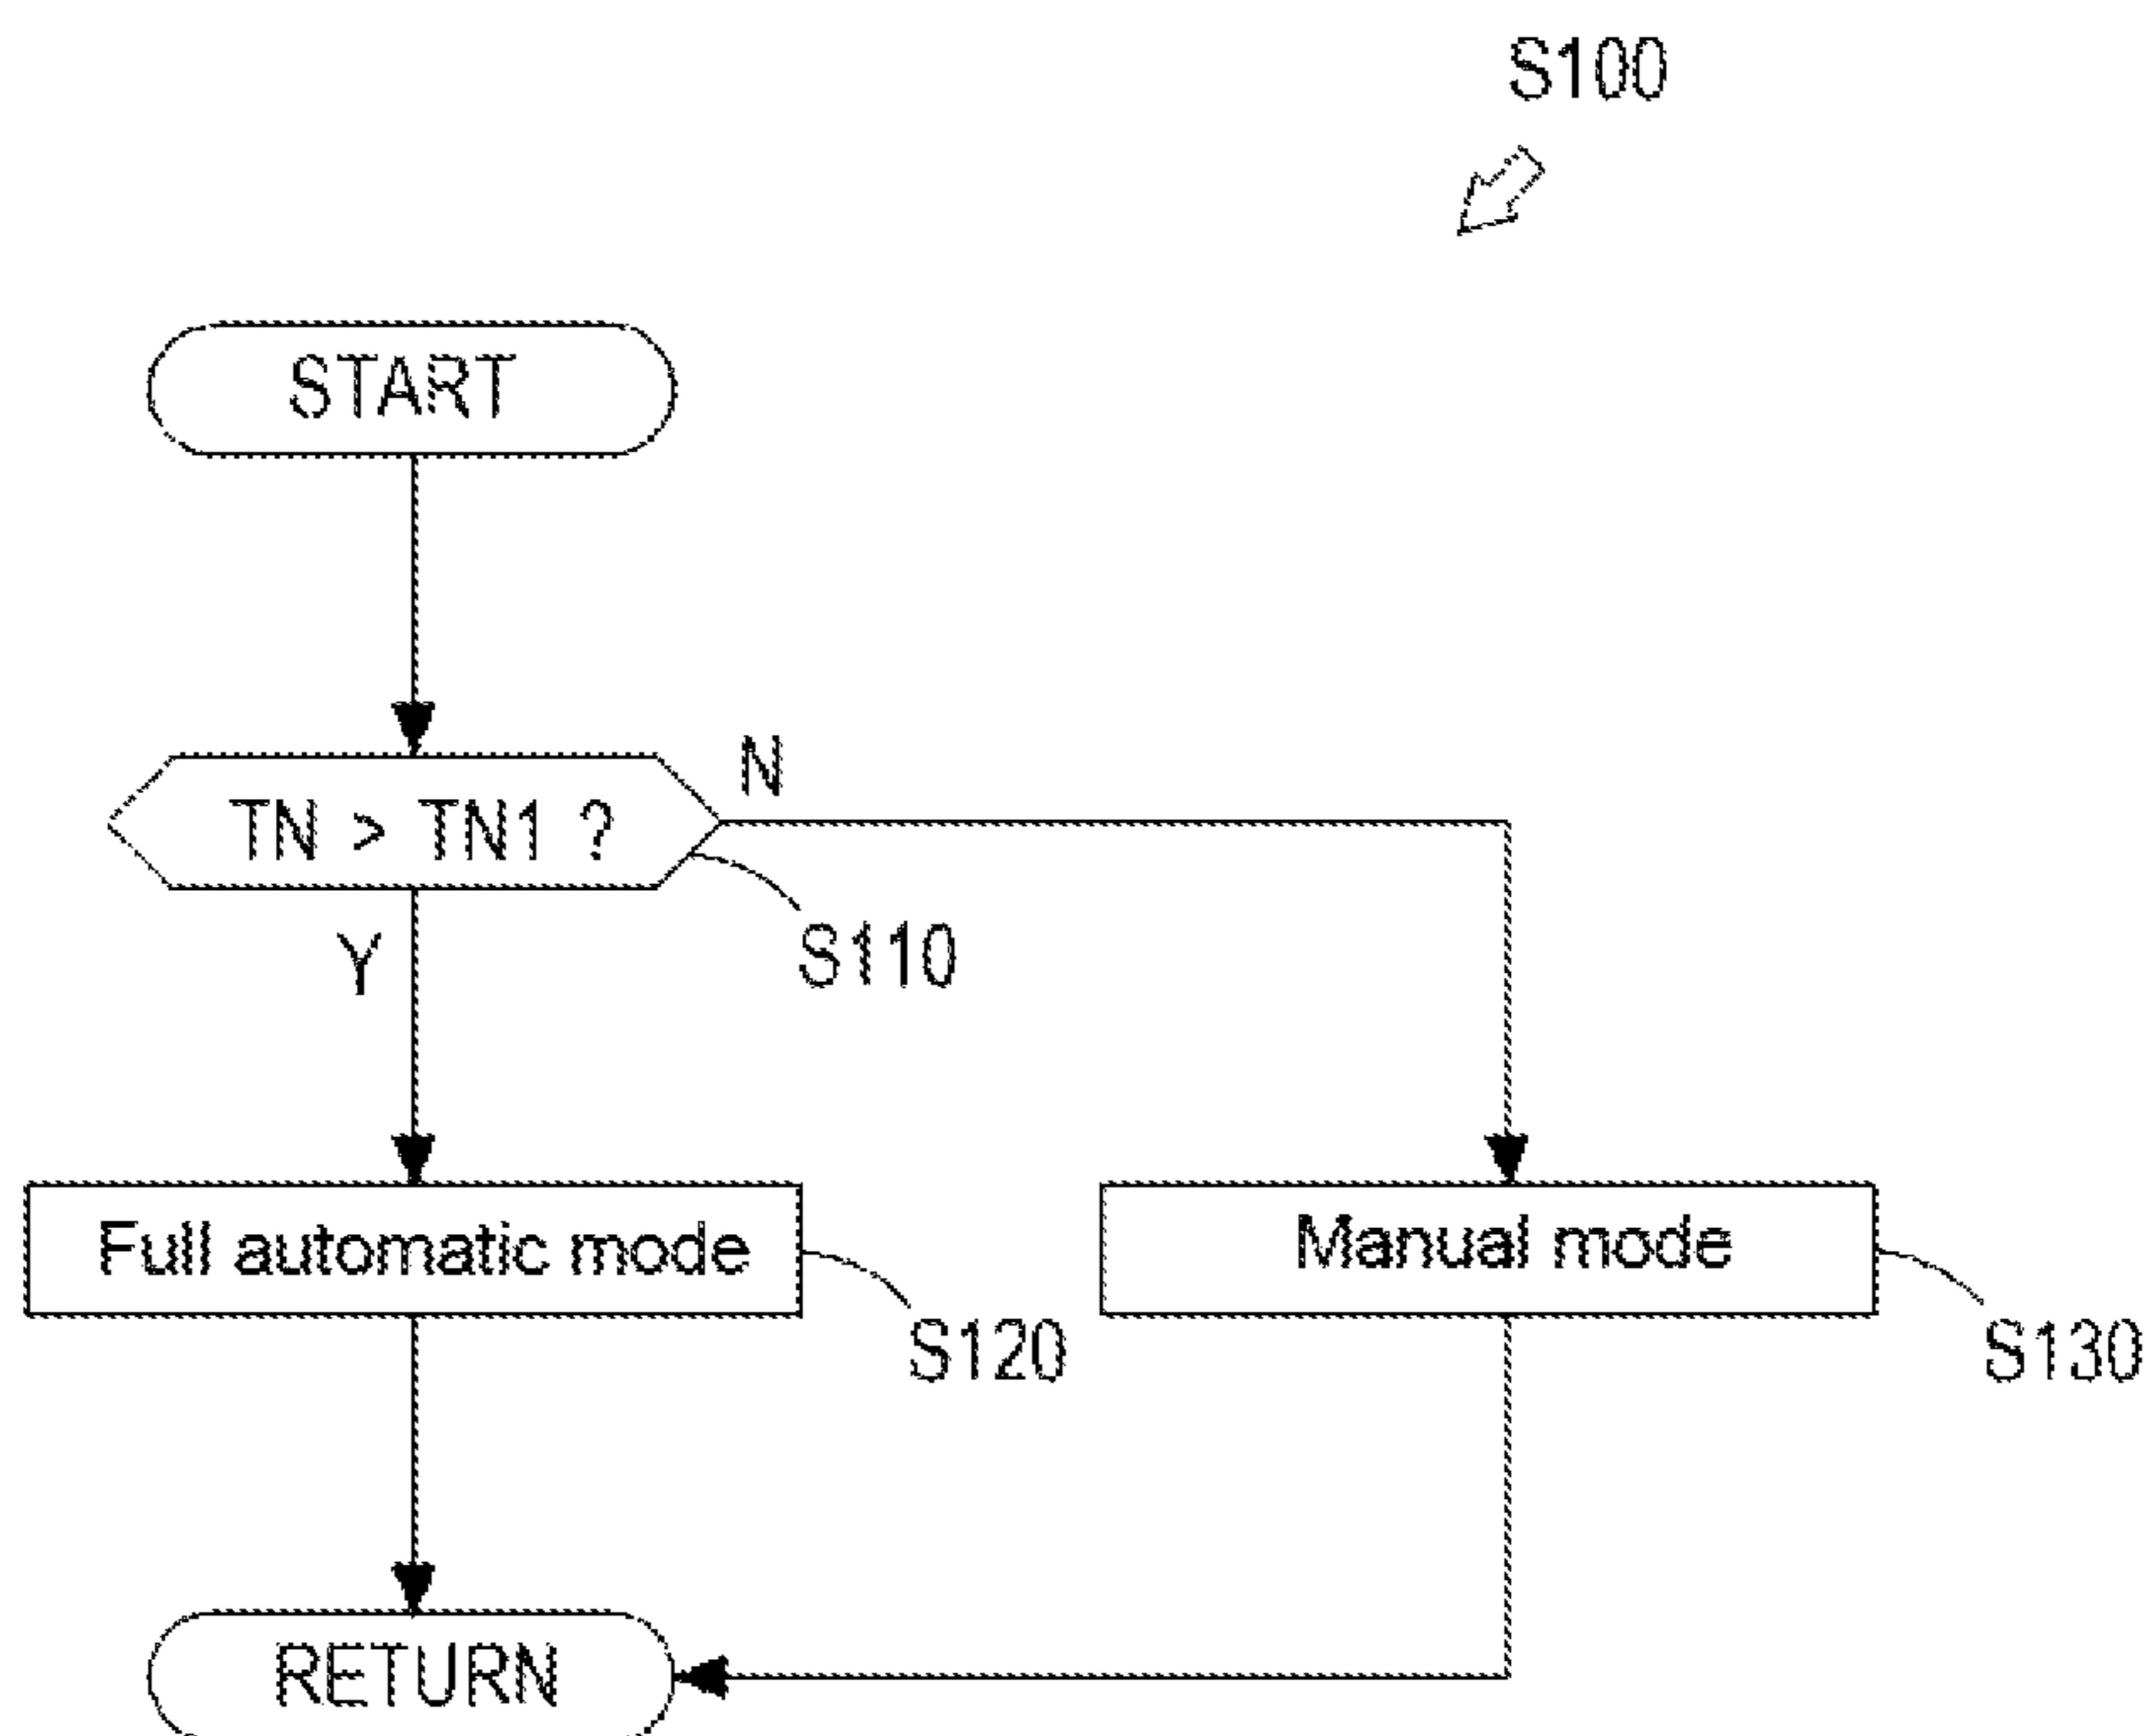 S100
START
TN > TN1 ?
N
S110
Y
Full automatic mode
Manual mode
S120
S130
RETURN